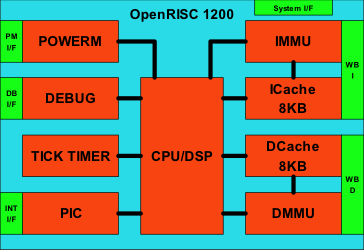 OpenRISC 1200
System I/F
PM
I/F
POWERM
IMMU
WB
I
DB
I/F
DEBUG
ICache
8KB
TICK TIMER
CPU/DSP
DCache
8KB
WB
D
INT
I/F
PIC
DMMU